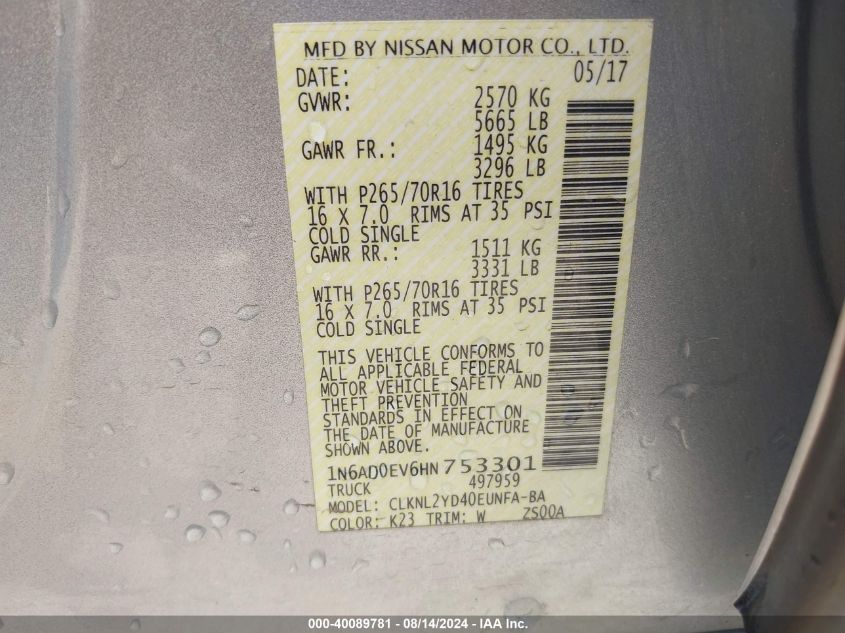 MFD BY NISSAN MOTOR CO., LTD.
DATE: 05/17
GVWR: 2570 KG
5665 LB
GAWR FR.: 1495 KG
3296 LB
WITH P265/70R16 TIRES
16 X 7.0 RIMS AT 35 PSI
COLD SINGLE
GAWR RR.: 1511 KG
3331 LB
WITH P265/70R16 TIRES
16 X 7.0 RIMS AT 35 PSI
COLD SINGLE
THIS VEHICLE CONFORMS TO
ALL APPLICABLE FEDERAL
MOTOR VEHICLE SAFETY AND
THEFT PREVENTION
STANDARDS IN EFFECT ON
THE DATE OF MANUFACTURE
SHOWN ABOVE.
1N6AD0EV6HN753301
TRUCK 497959
MODEL: CLKNL2YD40EUNFA-BA
COLOR: K23 TRIM: W ZS00A
000-40089781 - 08/14/2024 - IAA Inc.